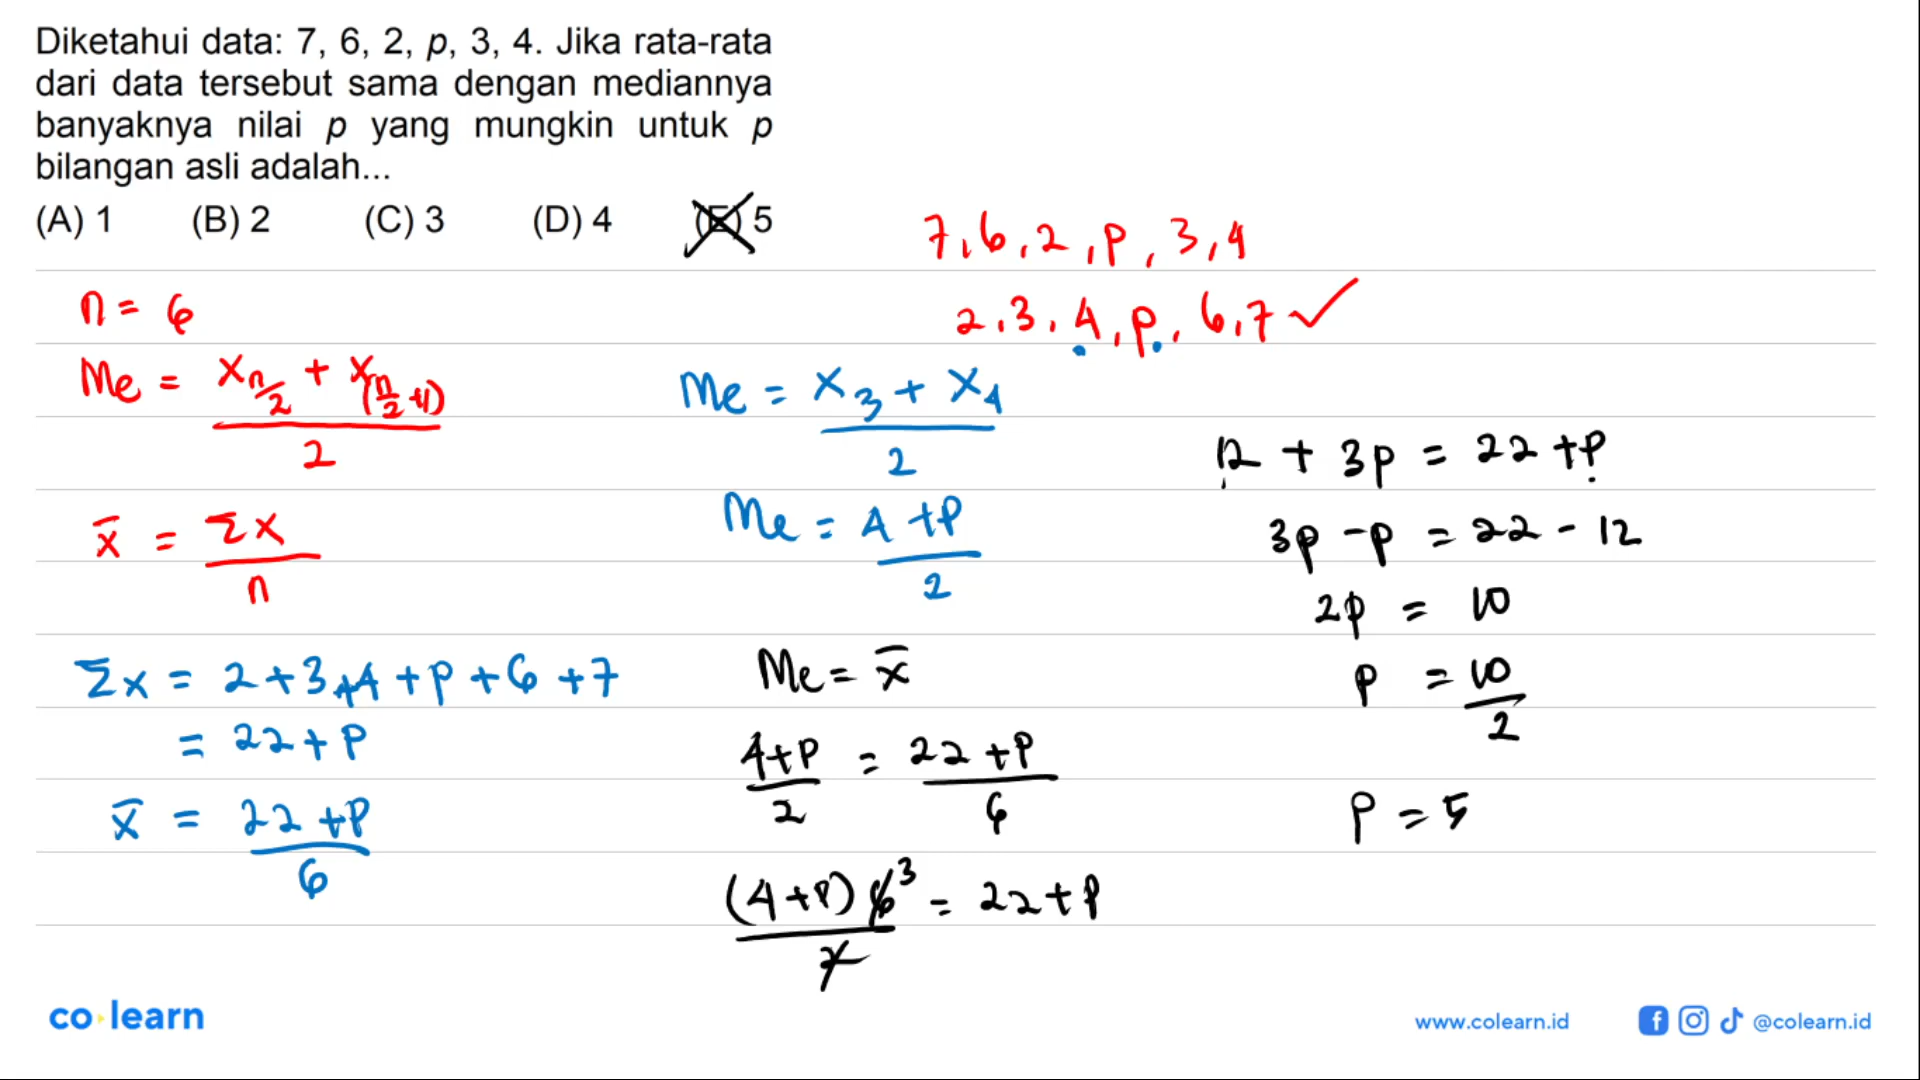 Diketahui data: 7, 6, 2, p, 3, 4. Jika rata-rata
dari data tersebut sama dengan mediannya
banyaknya nilai p yang mungkin untuk p
bilangan asli adalah...
(A) 1 (B) 2 (C) 3 (D) 4 (E) 5
7, 6, 2, p, 3, 4
2, 3, 4, p, 6, 7 ✓
n = 6
Me = (x_{n/2} + x_{(n/2 + 1)}) / 2
x̄ = Σx / n
Σx = 2 + 3 + 4 + p + 6 + 7
= 22 + p
x̄ = (22 + p) / 6
Me = (x_3 + x_4) / 2
Me = (4 + p) / 2
Me = x̄
(4 + p) / 2 = (22 + p) / 6
(4 + p) 6³ / 2 = 22 + p
12 + 3p = 22 + p
3p - p = 22 - 12
2p = 10
p = 10 / 2
p = 5
co learn
www.colearn.id
@colearn.id